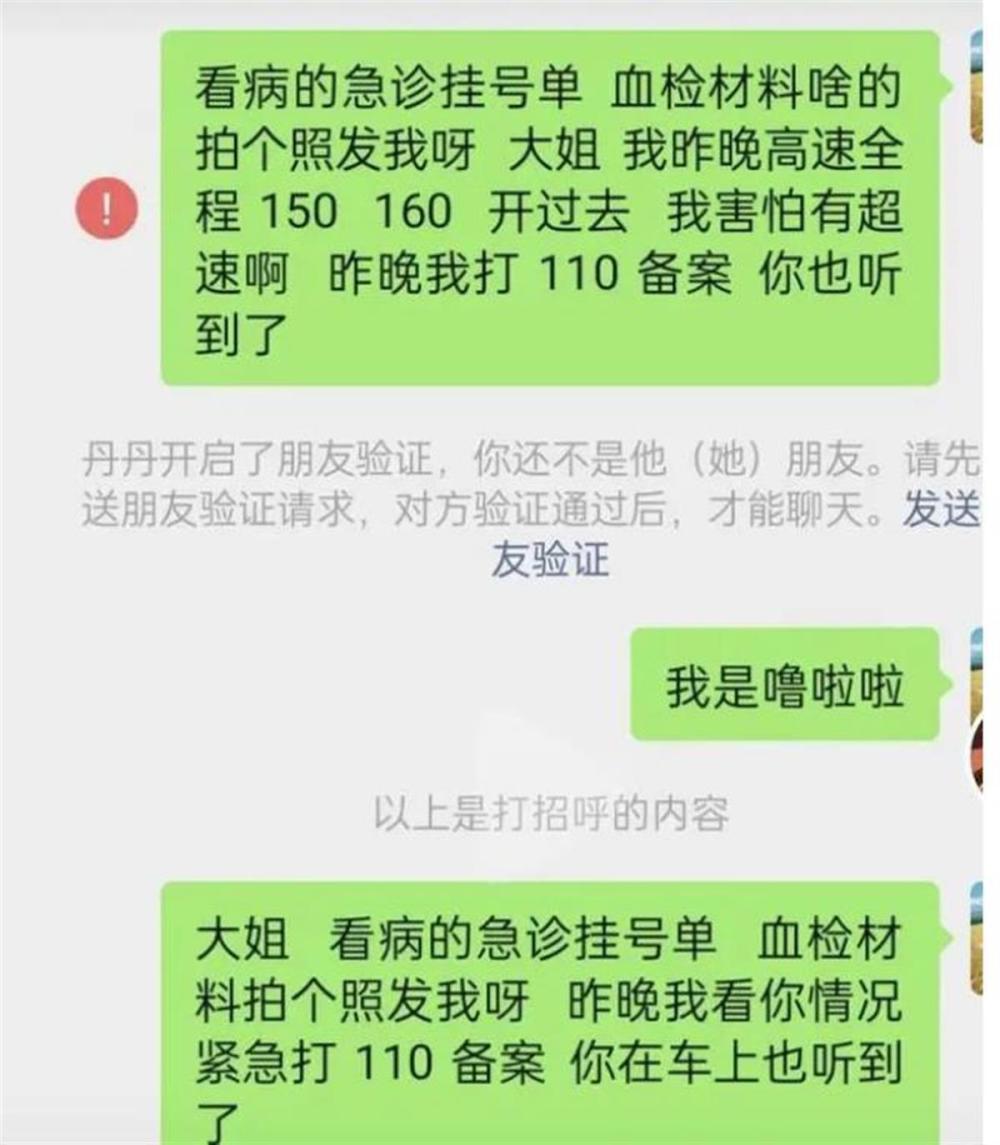 看病的急诊挂号单 血检材料啥的
拍个照发我呀 大姐 我昨晚高速全
程 150 160 开过去 我害怕有超
速啊 昨晚我打 110 备案 你也听
到了
!
丹丹开启了朋友验证，你还不是他（她）朋友。请先
送朋友验证请求，对方验证通过后，才能聊天。发送
友验证
我是噜啦啦
以上是打招呼的内容
大姐 看病的急诊挂号单 血检材
料拍个照发我呀 昨晚我看你情况
紧急打 110 备案 你在车上也听到
了